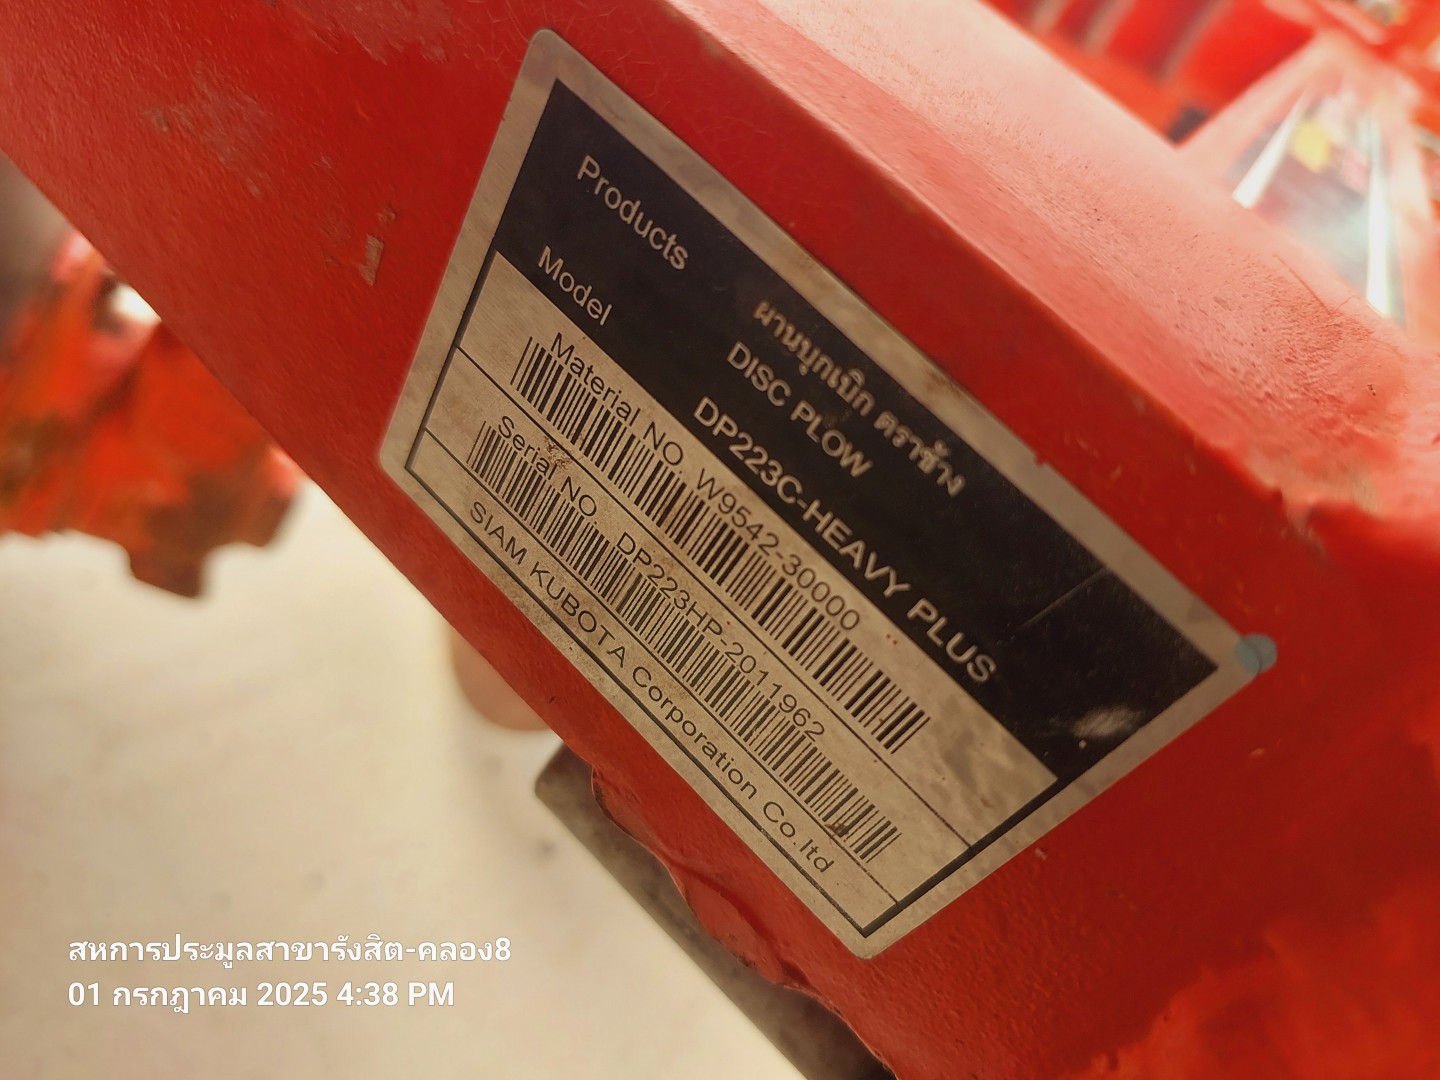 Products
ผานบุกเบิก ตราช้าง
DISC PLOW
Model
DP223C-HEAVY PLUS
Material NO. W9542-30000
Serial NO. DP223HP-2011962
SIAM KUBOTA Corporation Co.ltd
สหการประมูลสาขารังสิต-คลอง8
01 กรกฎาคม 2025 4:38 PM